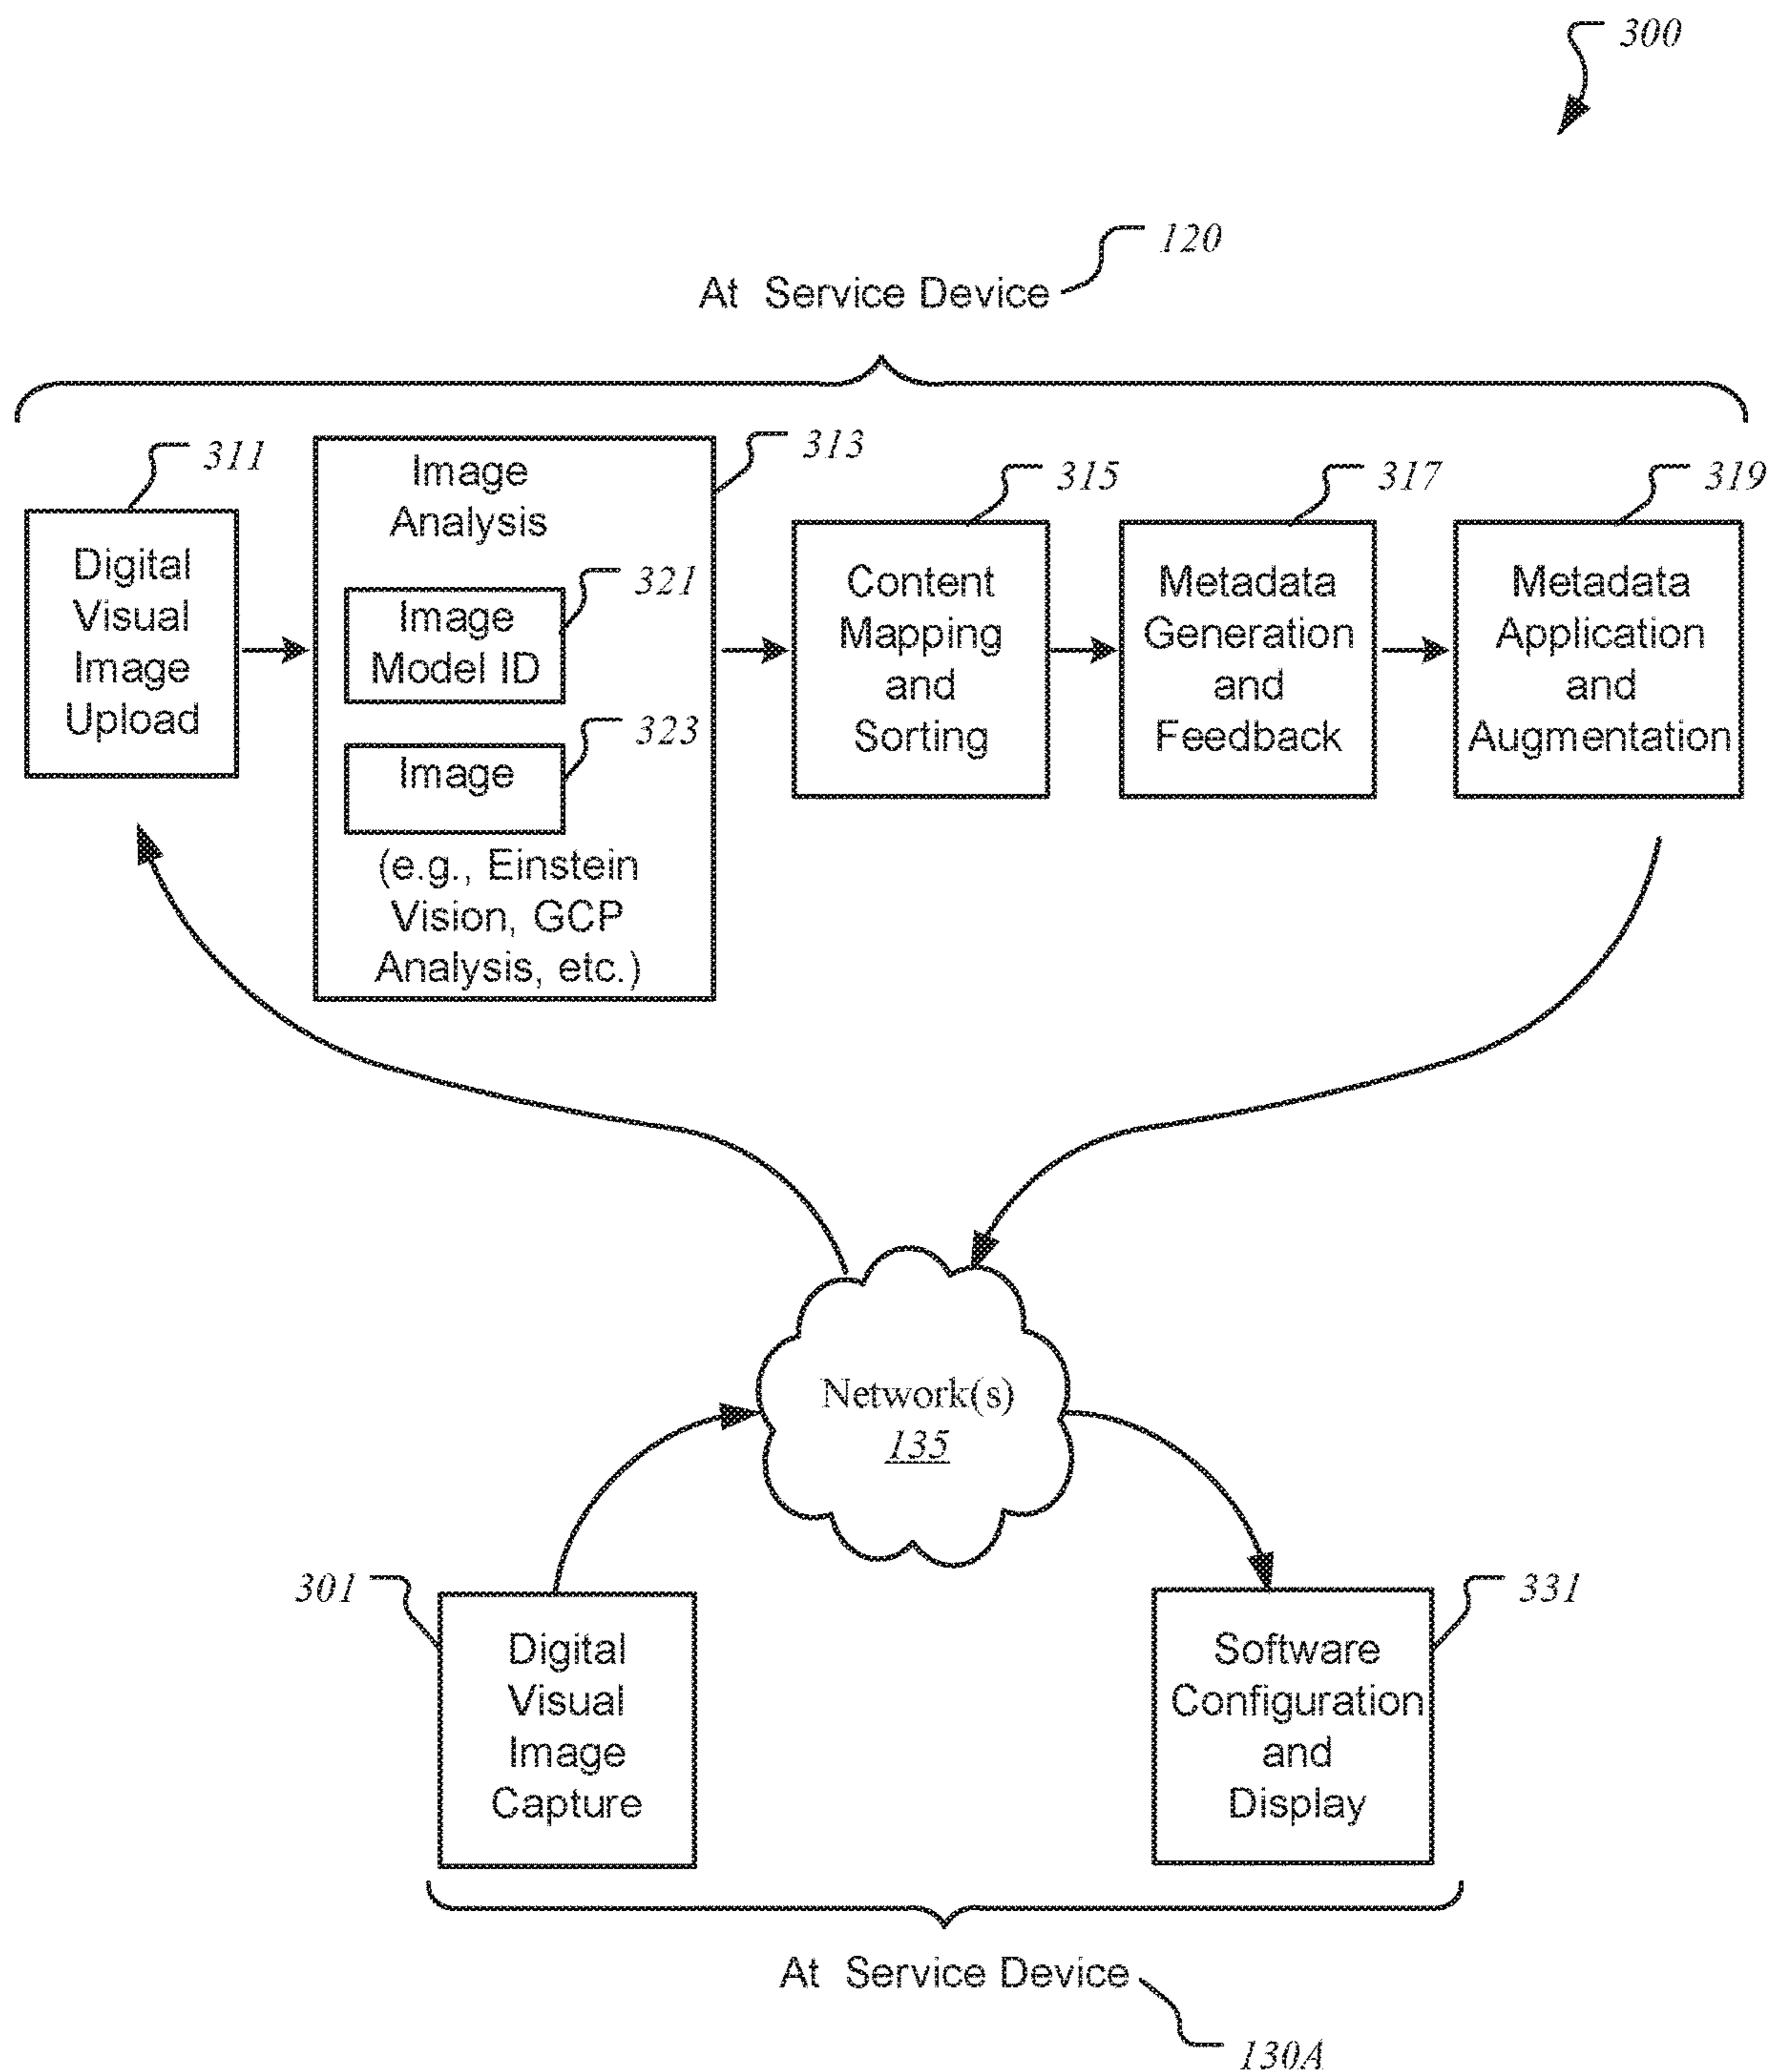 300
120
At Service Device
311
Digital
Visual
Image
Upload
313
Image
Analysis
321
Image
Model ID
323
Image
(e.g., Einstein
Vision, GCP
Analysis, etc.)
315
Content
Mapping
and
Sorting
317
Metadata
Generation
and
Feedback
319
Metadata
Application
and
Augmentation
Network(s)
135
301
Digital
Visual
Image
Capture
331
Software
Configuration
and
Display
At Service Device
130A